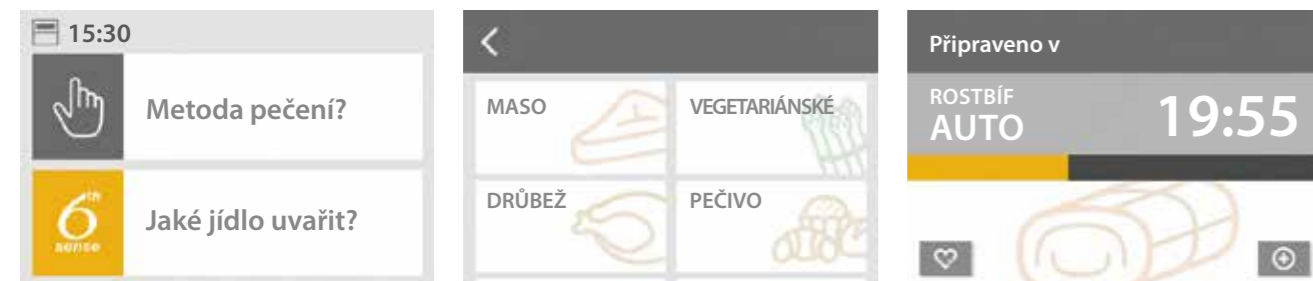 15:30
Metoda pečení?
6th
sense
Jaké jídlo uvařit?
MASO
VEGETARIÁNSKÉ
DRŮBEŽ
PEČIVO
Připraveno v
ROSTBÍF
AUTO
19:55